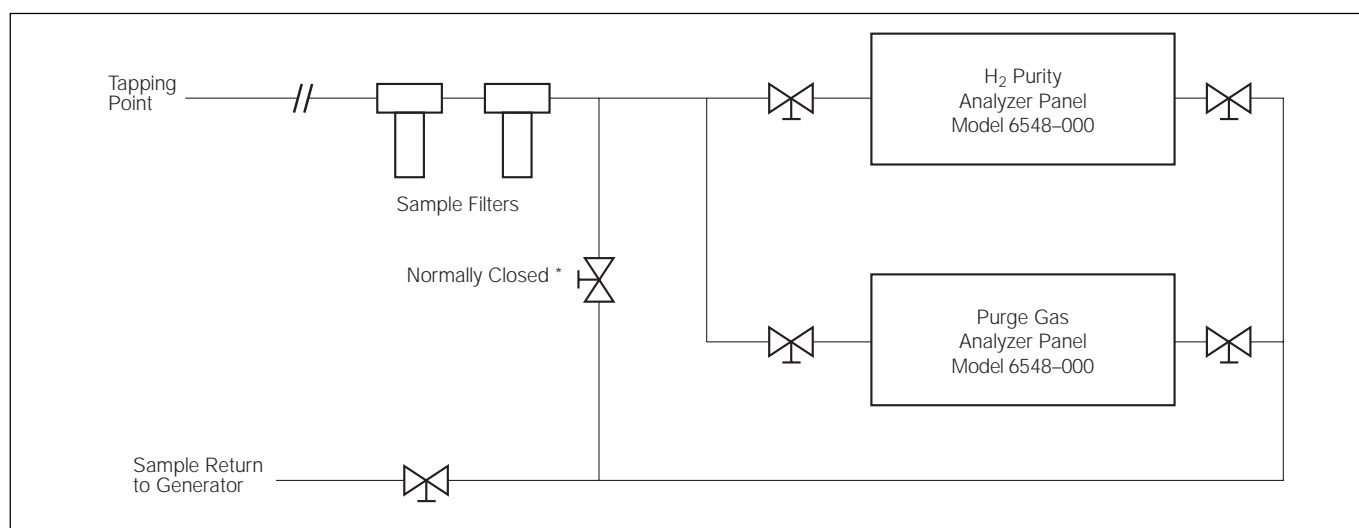 Tapping
Point
Sample Filters
H₂ Purity
Analyzer Panel
Model 6548–000
Normally Closed *
Purge Gas
Analyzer Panel
Model 6548–000
Sample Return
to Generator